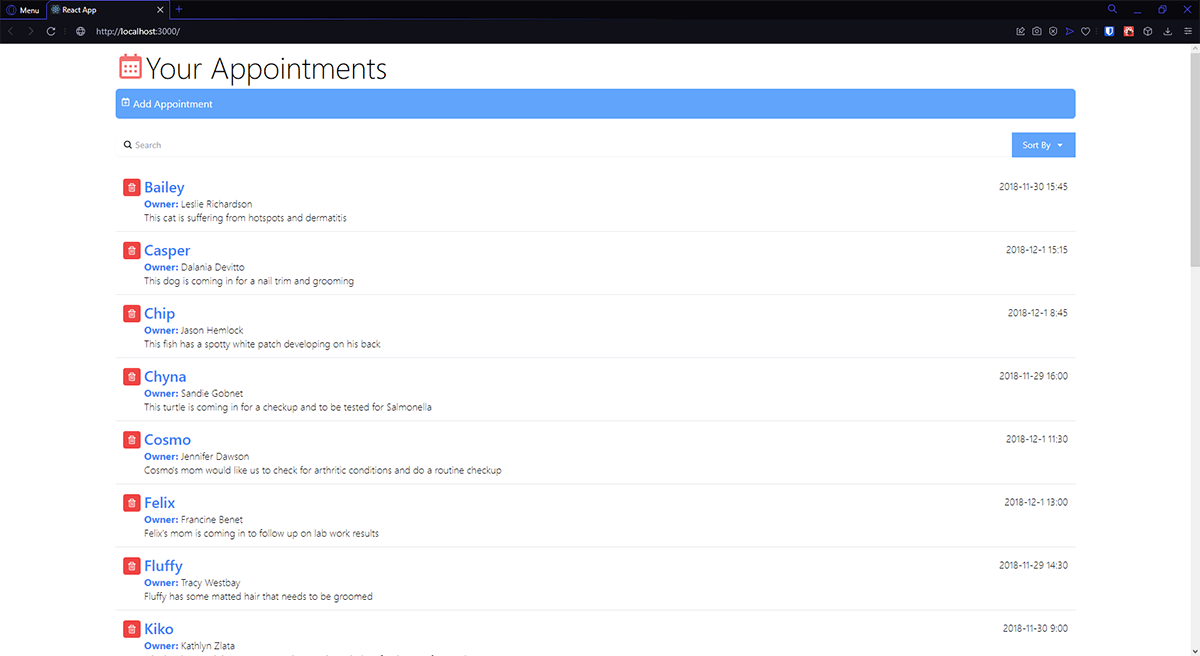 Menu
React App
http://localhost:3000/
Your Appointments
Add Appointment
Search
Sort By
Bailey
2018-11-30 15:45
Owner: Leslie Richardson
This cat is suffering from hotspots and dermatitis
Casper
2018-12-1 15:15
Owner: Dalania Devitto
This dog is coming in for a nail trim and grooming
Chip
2018-12-1 8:45
Owner: Jason Hemlock
This fish has a spotty white patch developing on his back
Chyna
2018-11-29 16:00
Owner: Sandie Gobnet
This turtle is coming in for a checkup and to be tested for Salmonella
Cosmo
2018-12-1 11:30
Owner: Jennifer Dawson
Cosmo's mom would like us to check for arthritic conditions and do a routine checkup
Felix
2018-12-1 13:00
Owner: Francine Benet
Felix's mom is coming in to follow up on lab work results
Fluffy
2018-11-29 14:30
Owner: Tracy Westbay
Fluffy has some matted hair that needs to be groomed
Kiko
2018-11-30 9:00
Owner: Kathlyn Zlata